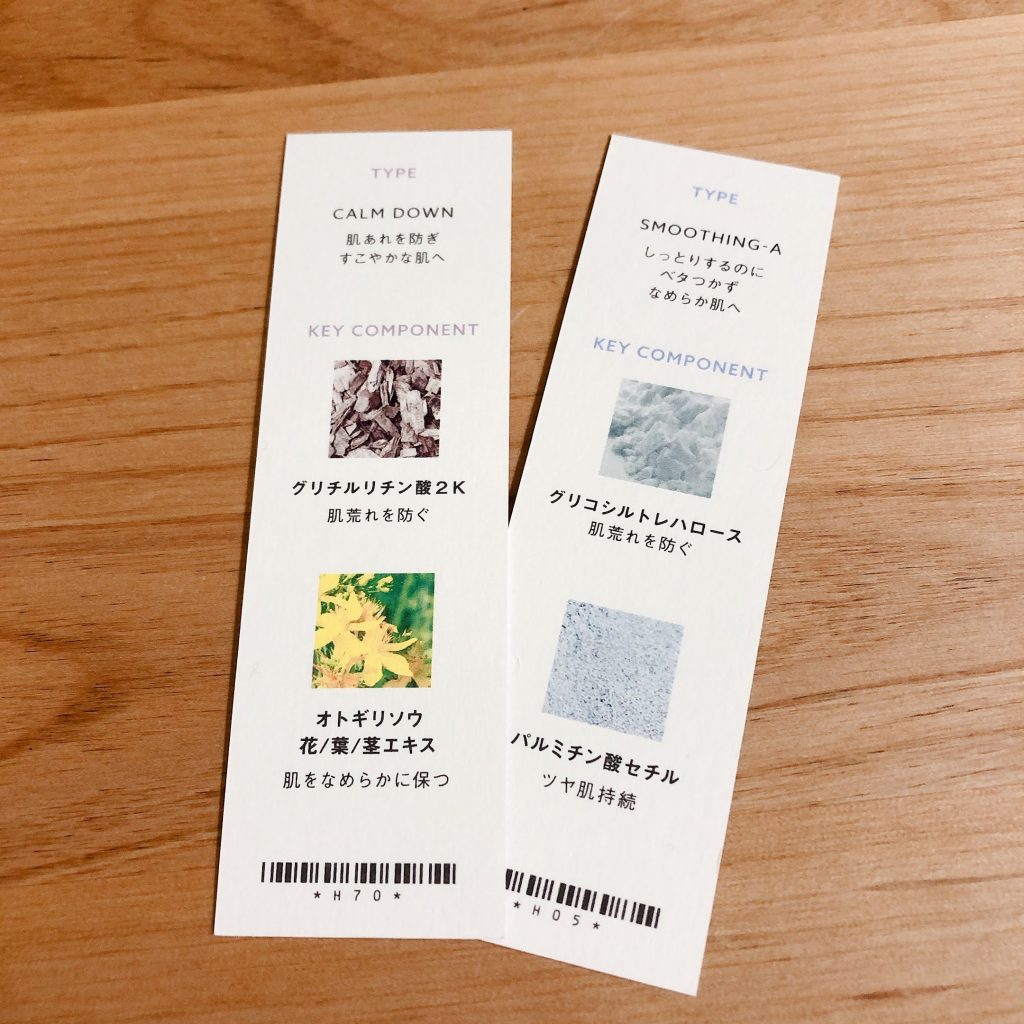 TYPE
CALM DOWN
肌あれを防ぎ
すこやかな肌へ
KEY COMPONENT
グリチルリチン酸2K
肌荒れを防ぐ
オトギリソウ
花/葉/茎エキス
肌をなめらかに保つ
*H70*
TYPE
SMOOTHING-A
しっとりするのに
ベタつかず
なめらか肌へ
KEY COMPONENT
グリコシルトレハロース
肌荒れを防ぐ
パルミチン酸セチル
ツヤ肌持続
*H05*